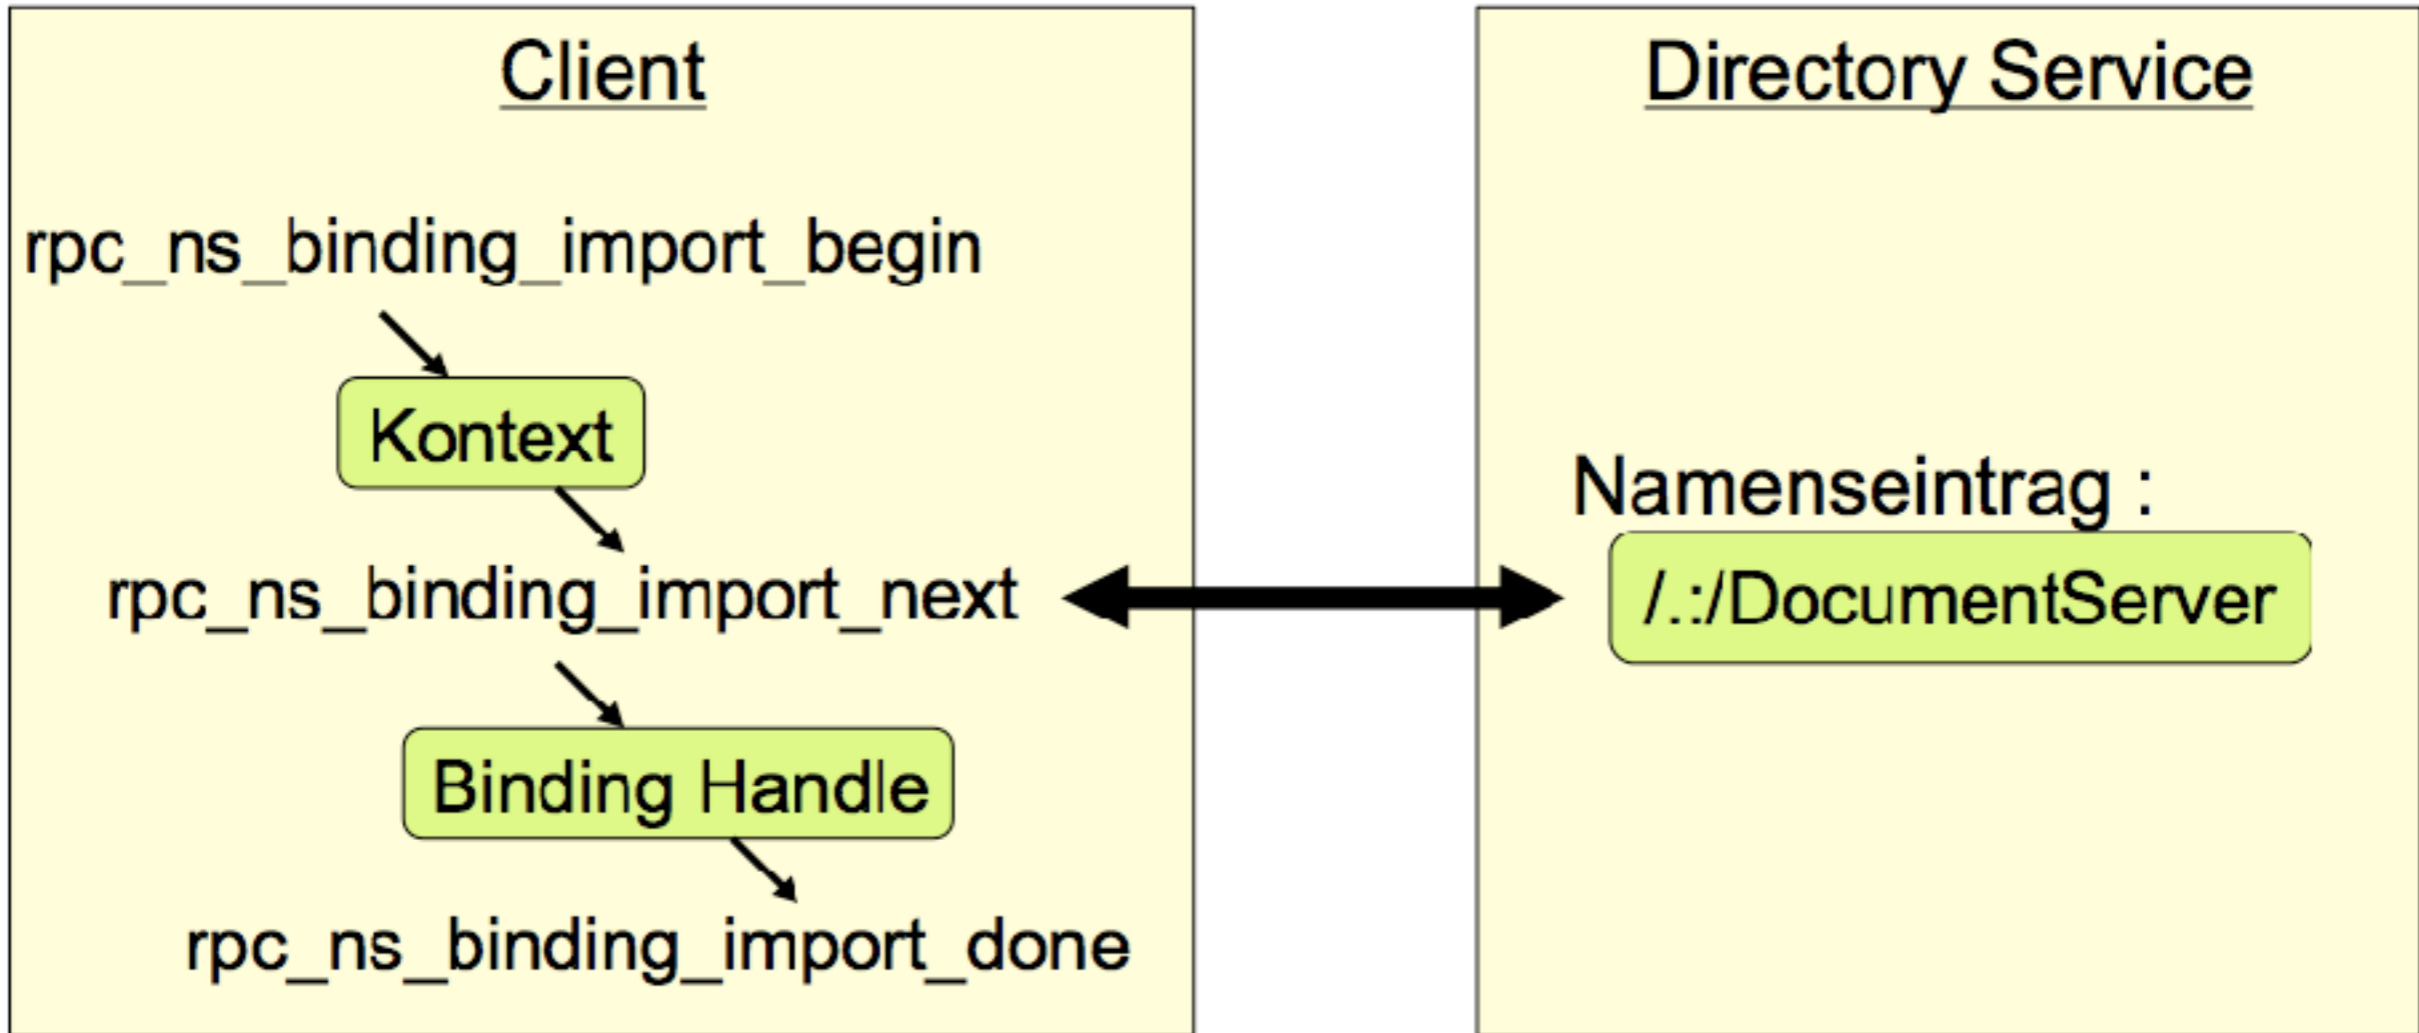 Client
rpc_ns_binding_import_begin
Kontext
rpc_ns_binding_import_next
Binding Handle
rpc_ns_binding_import_done
Directory Service
Namenseintrag :
/.:/DocumentServer